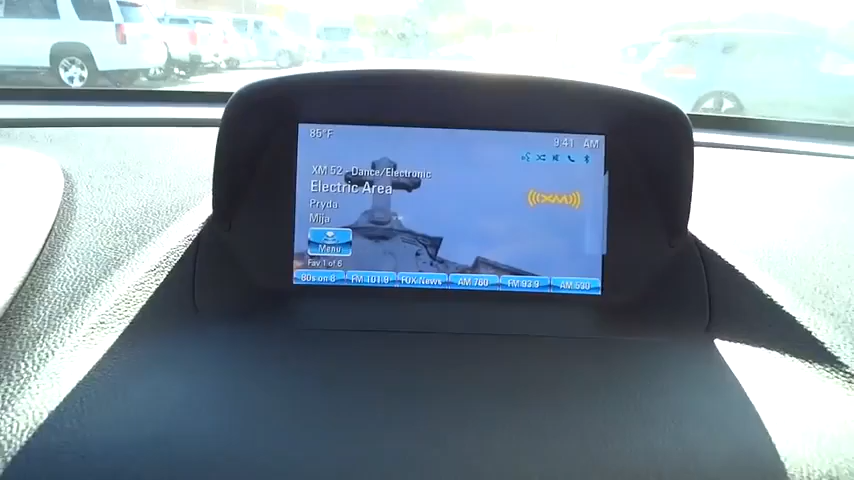 85°F
9:41 AM
XM 52 - Dance/Electronic
Electric Area
((XM))
Pryda
Mija
Menu
Fav 1 of 6
80s on 8 FM 101.9 FOX News AM 760 FM 93.9 AM 530